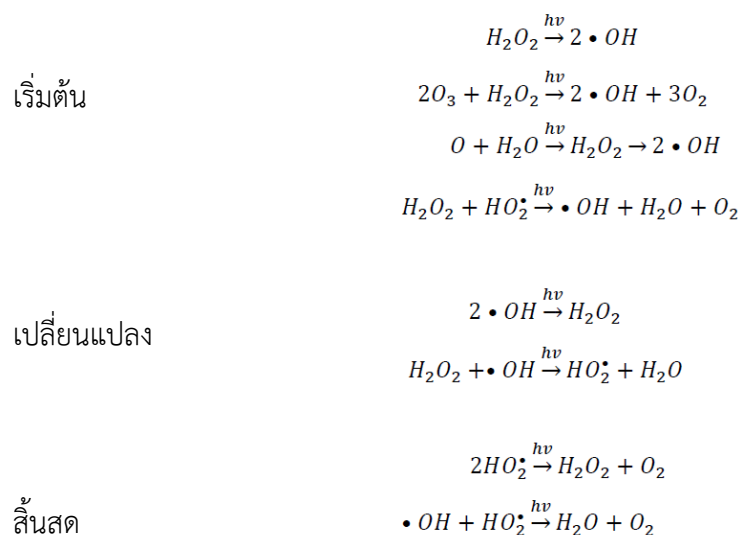 H₂O₂ →^{hv} 2 • OH
เริ่มต้น 2O₃ + H₂O₂ →^{hv} 2 • OH + 3O₂
O + H₂O →^{hv} H₂O₂ → 2 • OH
H₂O₂ + HO₂^• →^{hv} • OH + H₂O + O₂
2 • OH →^{hv} H₂O₂
เปลี่ยนแปลง
H₂O₂ +• OH →^{hv} HO₂^• + H₂O
2HO₂^• →^{hv} H₂O₂ + O₂
สิ้นสด • OH + HO₂^• →^{hv} H₂O + O₂